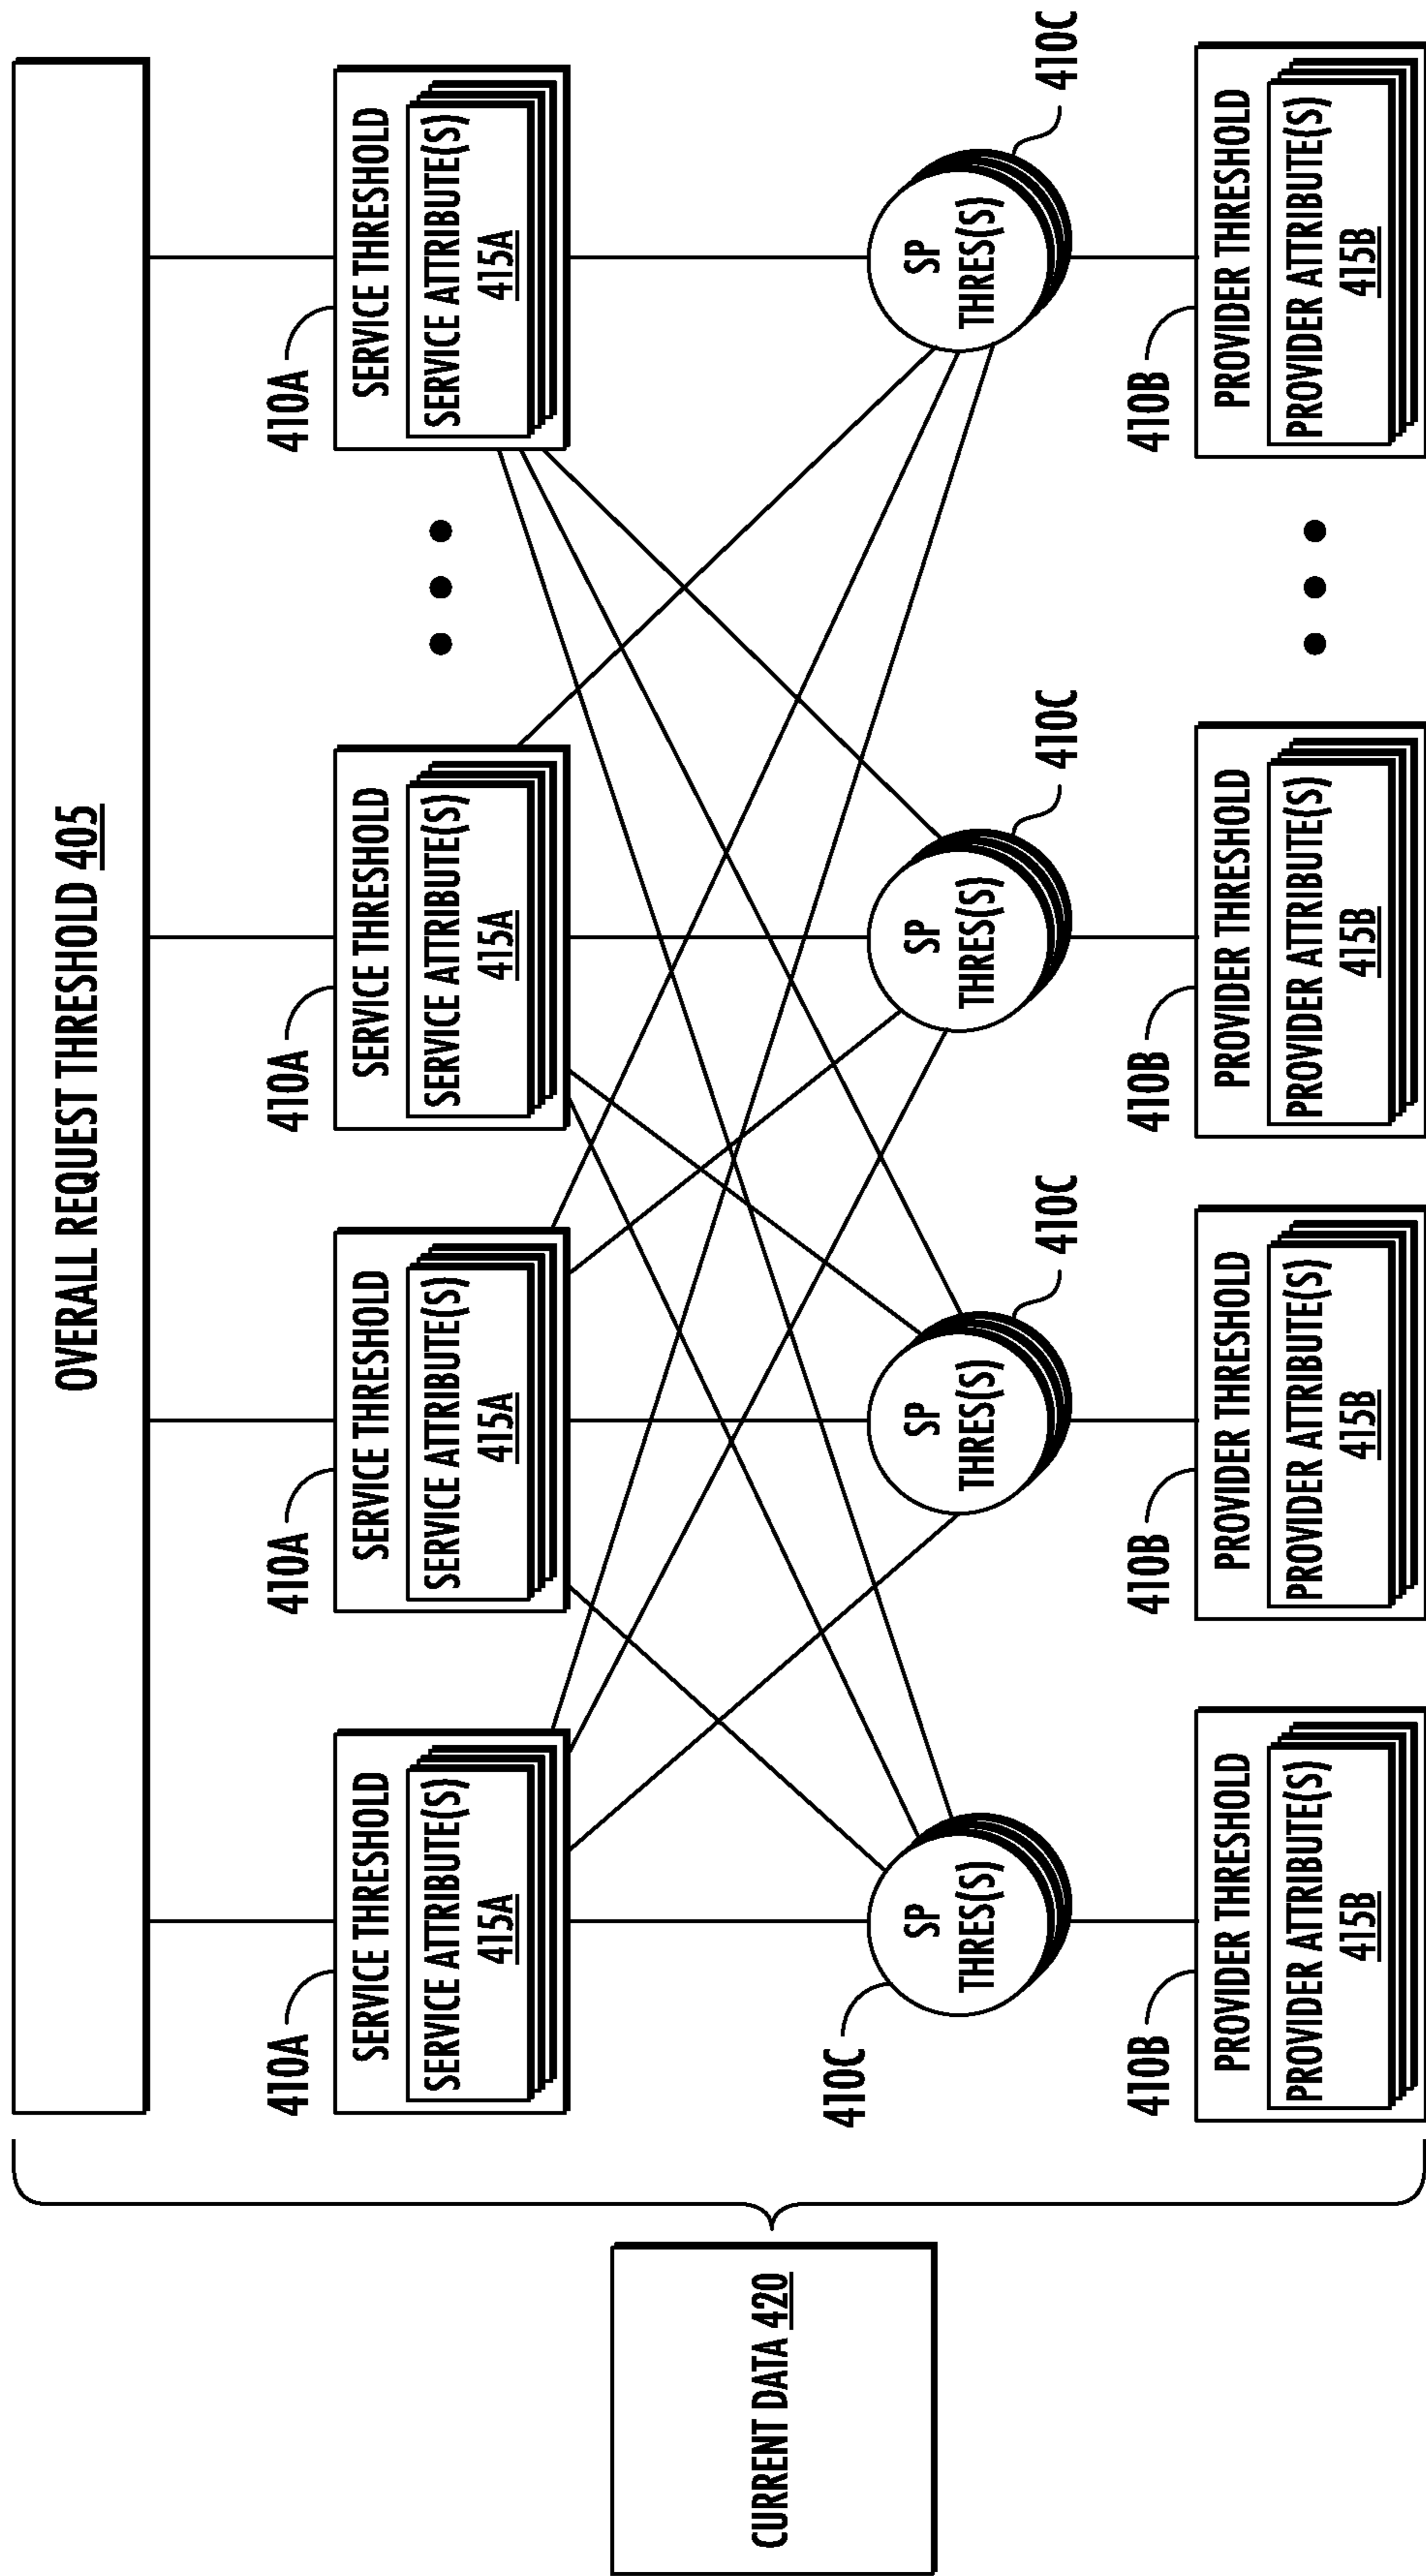 OVERALL REQUEST THRESHOLD 405
410A
410A
410A
410A
SERVICE THRESHOLD
SERVICE ATTRIBUTE(S)
415A
SERVICE THRESHOLD
SERVICE ATTRIBUTE(S)
415A
SERVICE THRESHOLD
SERVICE ATTRIBUTE(S)
415A
SERVICE THRESHOLD
SERVICE ATTRIBUTE(S)
415A
CURRENT DATA 420
410C
SP
THRES(S)
SP
THRES(S)
410C
SP
THRES(S)
410C
SP
THRES(S)
410C
410B
410B
410B
410B
PROVIDER THRESHOLD
PROVIDER ATTRIBUTE(S)
415B
PROVIDER THRESHOLD
PROVIDER ATTRIBUTE(S)
415B
PROVIDER THRESHOLD
PROVIDER ATTRIBUTE(S)
415B
PROVIDER THRESHOLD
PROVIDER ATTRIBUTE(S)
415B